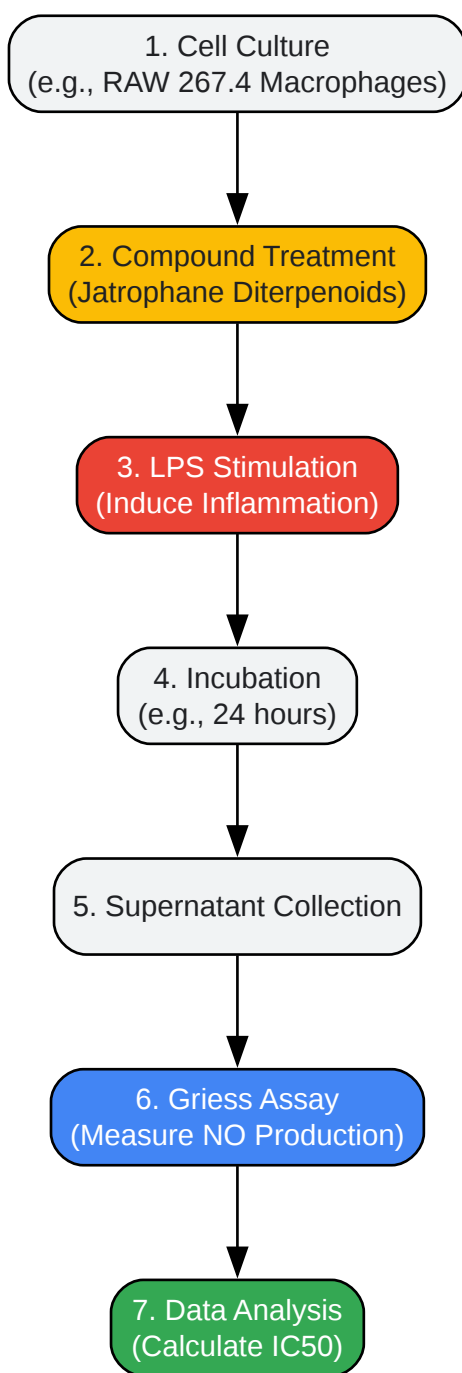 1. Cell Culture
(e.g., RAW 267.4 Macrophages)
2. Compound Treatment
(Jatrophane Diterpenoids)
3. LPS Stimulation
(Induce Inflammation)
4. Incubation
(e.g., 24 hours)
5. Supernatant Collection
6. Griess Assay
(Measure NO Production)
7. Data Analysis
(Calculate IC50)